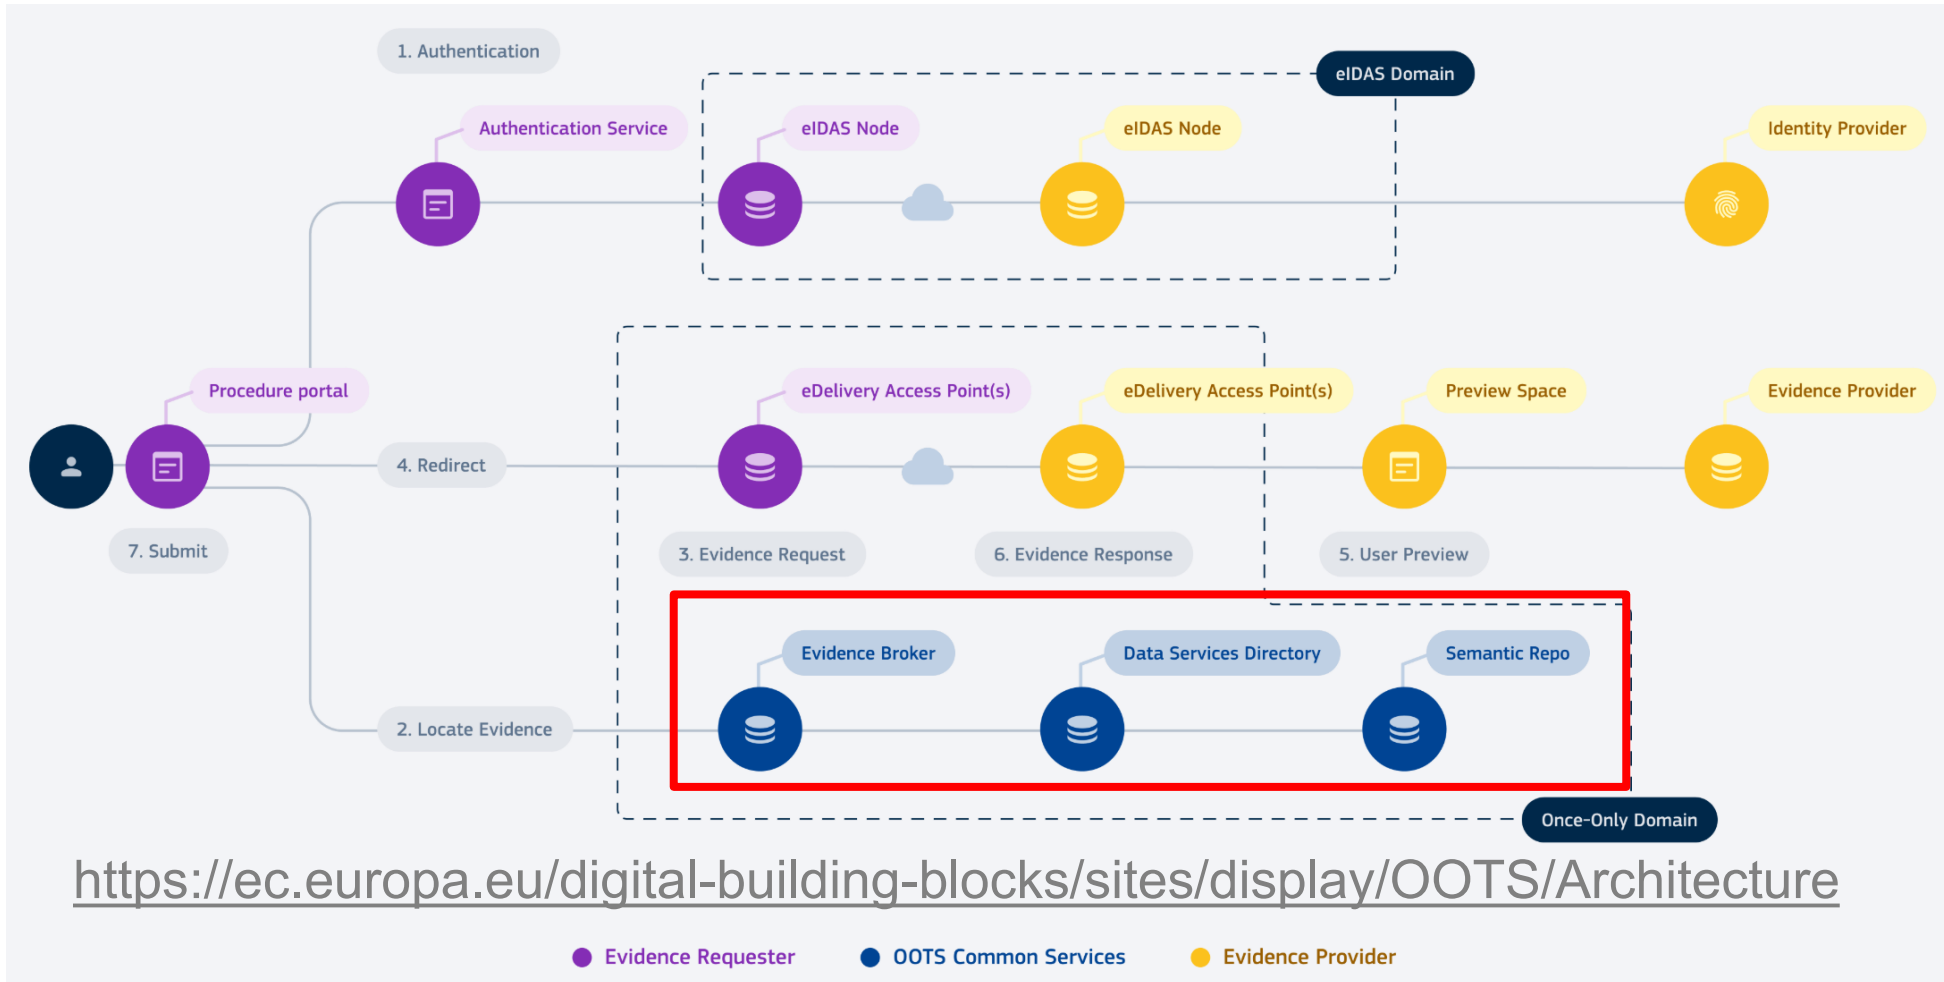 1. Authentication
eIDAS Domain
Authentication Service
eIDAS Node
eIDAS Node
Identity Provider
Procedure portal
eDelivery Access Point(s)
eDelivery Access Point(s)
Preview Space
Evidence Provider
4. Redirect
7. Submit
3. Evidence Request
6. Evidence Response
5. User Preview
Evidence Broker
Data Services Directory
Semantic Repo
2. Locate Evidence
Once-Only Domain
https://ec.europa.eu/digital-building-blocks/sites/display/OOTS/Architecture
Evidence Requester
OOTS Common Services
Evidence Provider